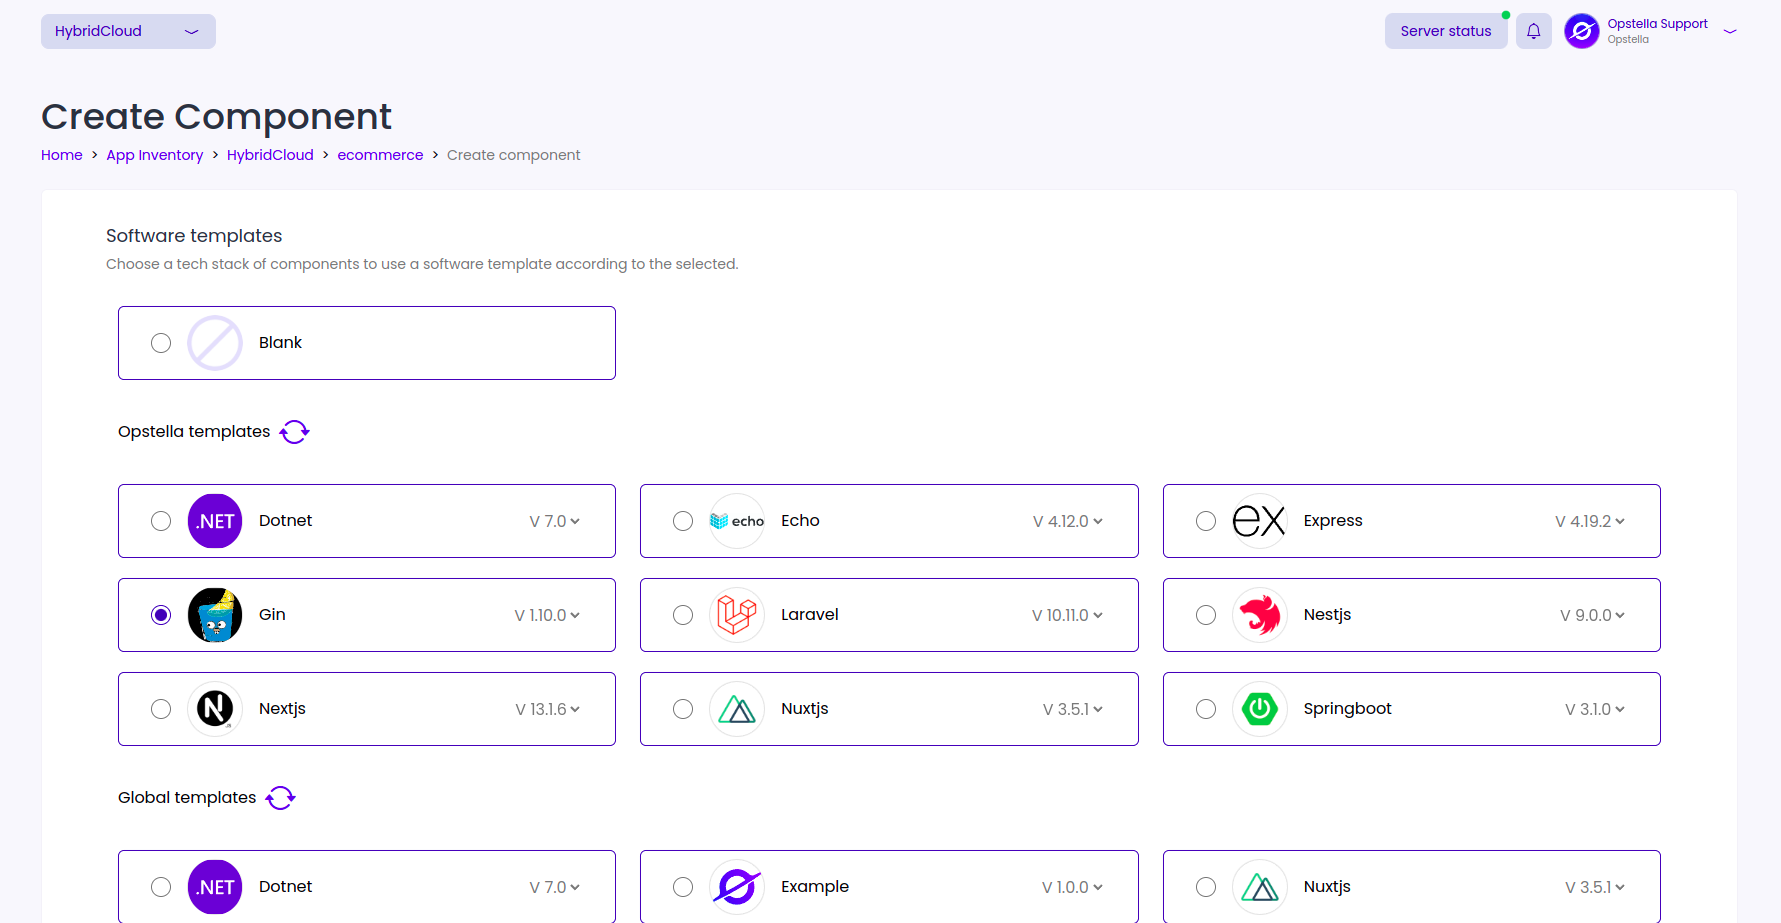 HybridCloud
Server status
Opstella Support
Opstella
Create Component
Home > App Inventory > HybridCloud > ecommerce > Create component
Software templates
Choose a tech stack of components to use a software template according to the selected.
Blank
Opstella templates
.NET Dotnet V 7.0
echo Echo V 4.12.0
ex Express V 4.19.2
Gin V 1.10.0
Laravel V 10.11.0
Nestjs V 9.0.0
N .JS Nextjs V 13.1.6
Nuxtjs V 3.5.1
Springboot V 3.1.0
Global templates
.NET Dotnet V 7.0
Example V 1.0.0
Nuxtjs V 3.5.1